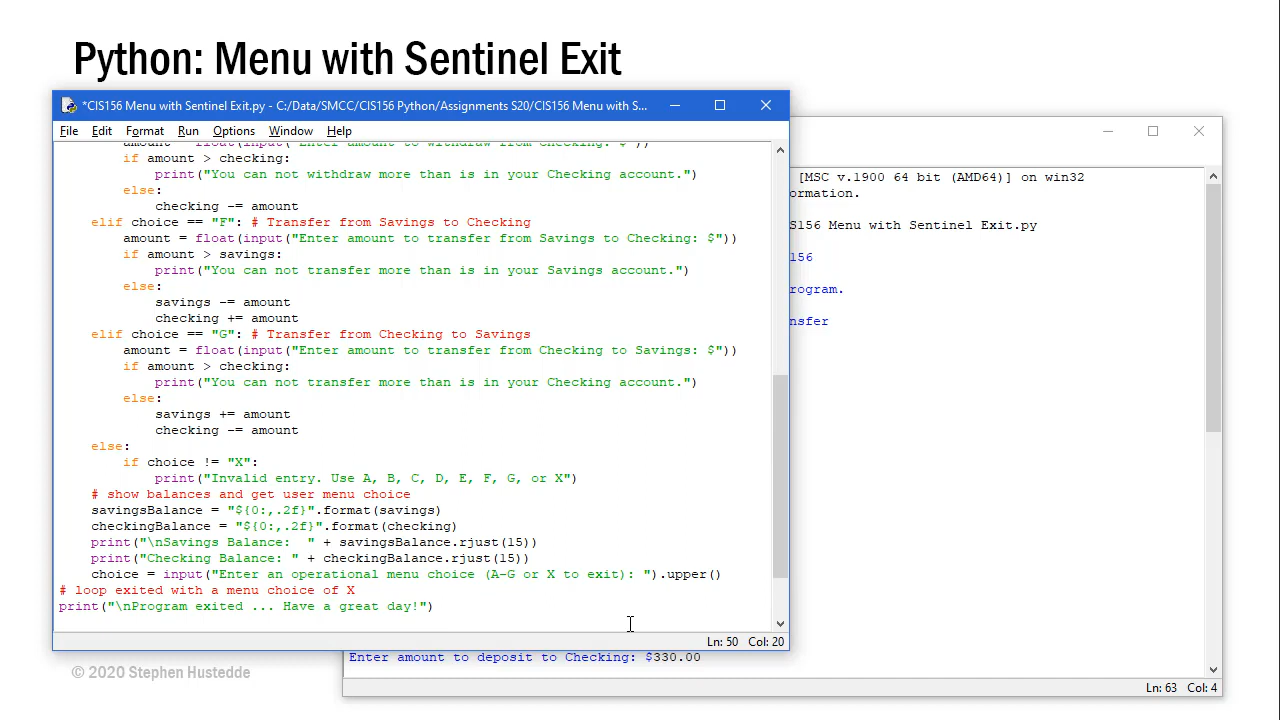 Python: Menu with Sentinel Exit
*CIS156 Menu with Sentinel Exit.py - C:/Data/SMCC/CIS156 Python/Assignments S20/CIS156 Menu with S...
File Edit Format Run Options Window Help
amount = float(input("Enter amount to withdraw from Checking: $"))
if amount > checking:
print("You can not withdraw more than is in your Checking account.")
else:
checking -= amount
elif choice == "F": # Transfer from Savings to Checking
amount = float(input("Enter amount to transfer from Savings to Checking: $"))
if amount > savings:
print("You can not transfer more than is in your Savings account.")
else:
savings -= amount
checking += amount
elif choice == "G": # Transfer from Checking to Savings
amount = float(input("Enter amount to transfer from Checking to Savings: $"))
if amount > checking:
print("You can not transfer more than is in your Checking account.")
else:
savings += amount
checking -= amount
else:
if choice != "X":
print("Invalid entry. Use A, B, C, D, E, F, G, or X")
# show balances and get user menu choice
savingsBalance = "${0:,.2f}".format(savings)
checkingBalance = "${0:,.2f}".format(checking)
print("\nSavings Balance:  " + savingsBalance.rjust(15))
print("Checking Balance: " + checkingBalance.rjust(15))
choice = input("Enter an operational menu choice (A-G or X to exit): ").upper()
# loop exited with a menu choice of X
print("\nProgram exited ... Have a great day!")
Ln: 50 Col: 20
[MSC v.1900 64 bit (AMD64)] on win32
ormation.
S156 Menu with Sentinel Exit.py
156
rogram.
nsfer
Enter amount to deposit to Checking: $330.00
Ln: 63 Col: 4
© 2020 Stephen Hustedde